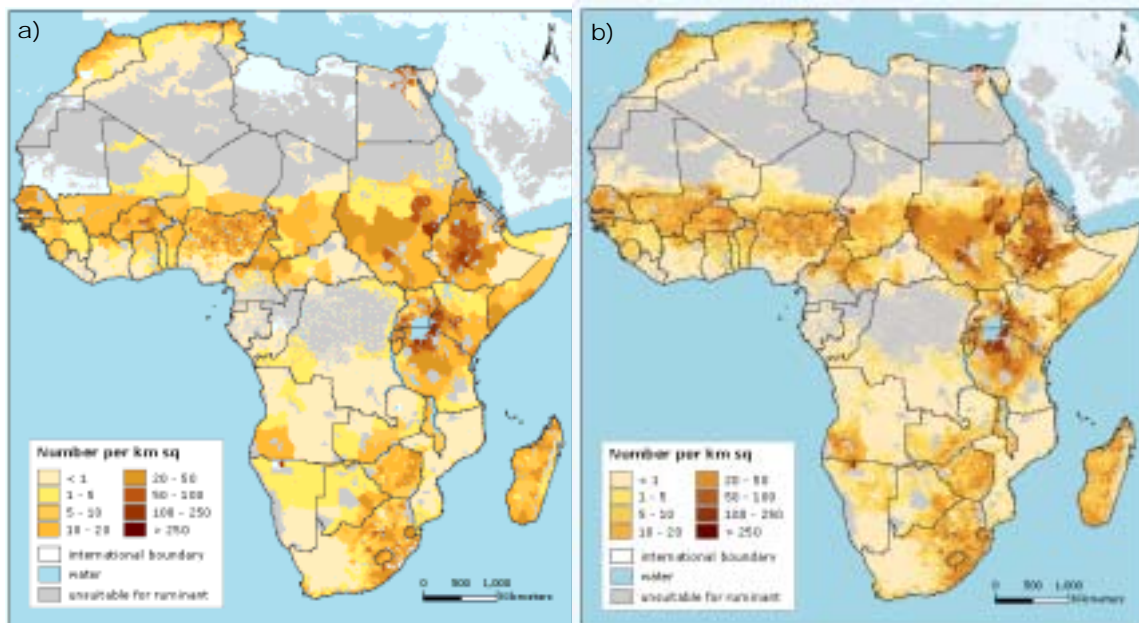 a)
N
Number per km sq
< 1
1 - 5
5 - 10
10 - 20
20 - 50
50 - 100
100 - 250
> 250
international boundary
water
unsuitable for ruminant
0 500 1,000
Kilometers
b)
N
Number per km sq
< 1
1 - 5
5 - 10
10 - 20
20 - 50
50 - 100
100 - 250
> 250
international boundary
water
unsuitable for ruminant
0 500 1,000
Kilometers